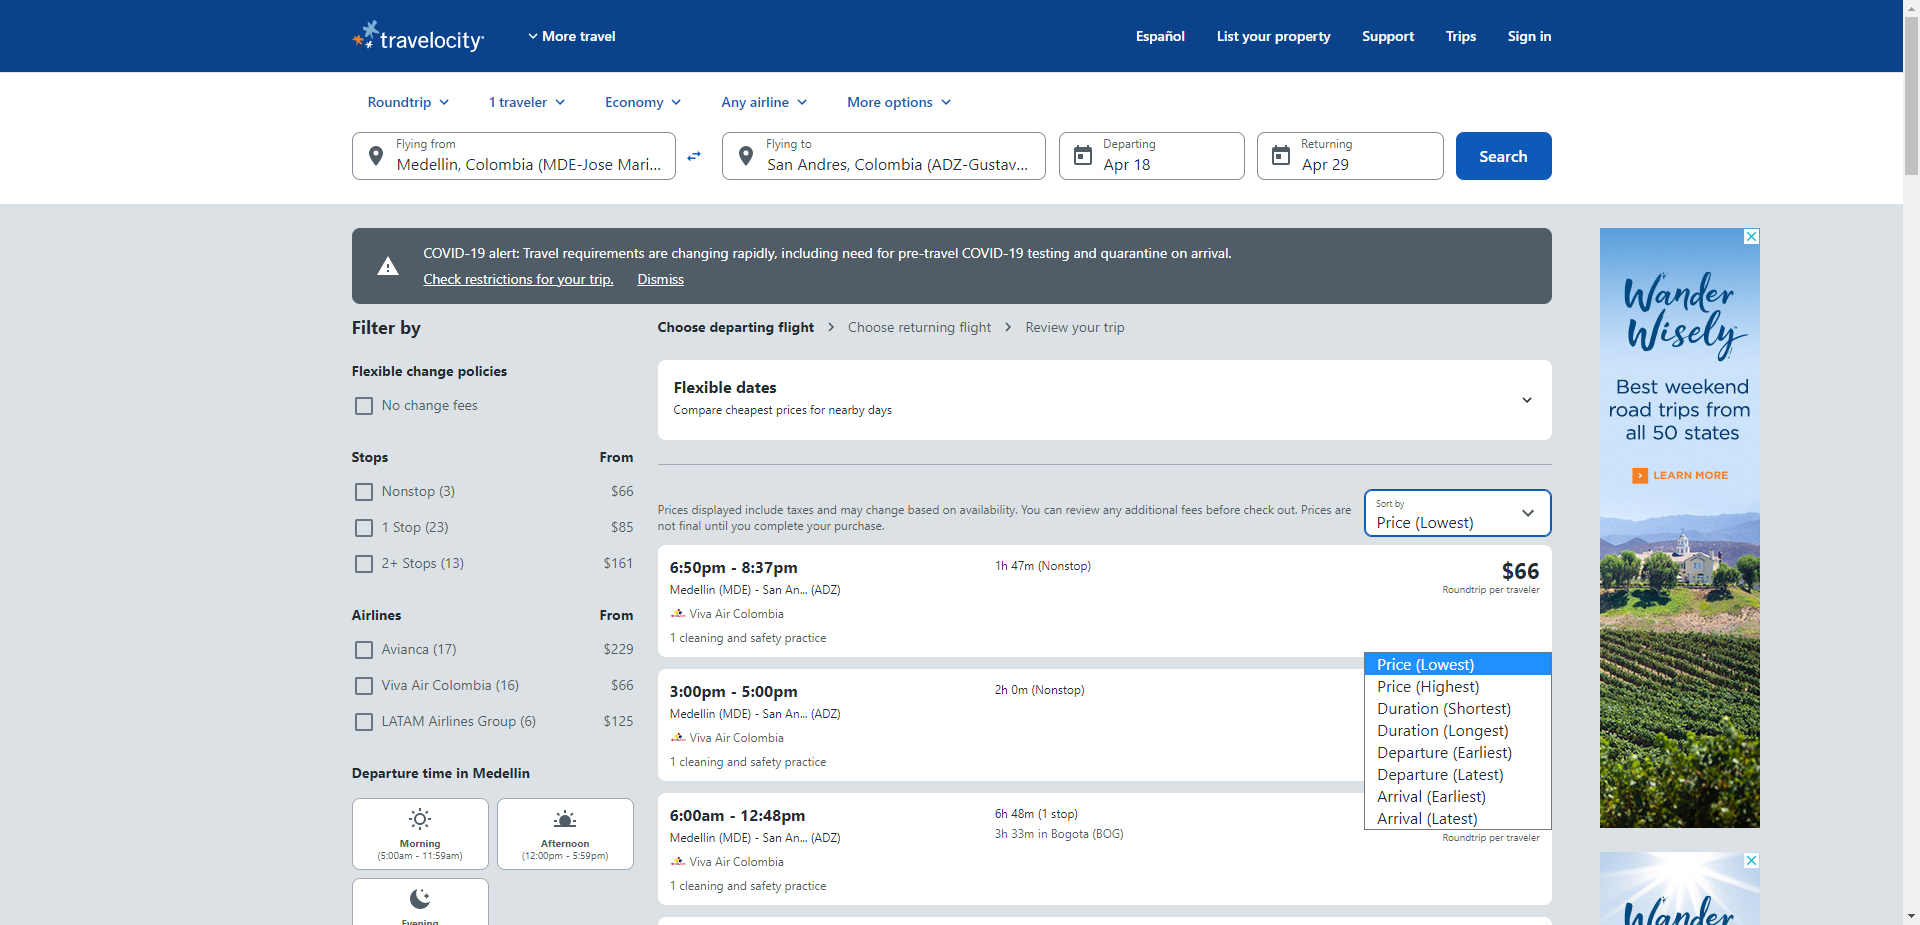 travelocity
More travel
Español
List your property
Support
Trips
Sign in
Roundtrip
1 traveler
Economy
Any airline
More options
Flying from
Medellin, Colombia (MDE-Jose Mari...
Flying to
San Andres, Colombia (ADZ-Gustav...
Departing
Apr 18
Returning
Apr 29
Search
COVID-19 alert: Travel requirements are changing rapidly, including need for pre-travel COVID-19 testing and quarantine on arrival.
Check restrictions for your trip.
Dismiss
Filter by
Flexible change policies
No change fees
Stops From
Nonstop (3) $66
1 Stop (23) $85
2+ Stops (13) $161
Airlines From
Avianca (17) $229
Viva Air Colombia (16) $66
LATAM Airlines Group (6) $125
Departure time in Medellin
Morning
(5:00am - 11:59am)
Afternoon
(12:00pm - 5:59pm)
Evening
Choose departing flight
Choose returning flight
Review your trip
Flexible dates
Compare cheapest prices for nearby days
Prices displayed include taxes and may change based on availability. You can review any additional fees before check out. Prices are
not final until you complete your purchase.
Sort by
Price (Lowest)
6:50pm - 8:37pm
1h 47m (Nonstop)
$66
Medellin (MDE) - San An... (ADZ)
Roundtrip per traveler
Viva Air Colombia
1 cleaning and safety practice
3:00pm - 5:00pm
2h 0m (Nonstop)
Medellin (MDE) - San An... (ADZ)
Viva Air Colombia
1 cleaning and safety practice
6:00am - 12:48pm
6h 48m (1 stop)
Medellin (MDE) - San An... (ADZ)
3h 33m in Bogota (BOG)
Roundtrip per traveler
Viva Air Colombia
1 cleaning and safety practice
Price (Lowest)
Price (Highest)
Duration (Shortest)
Duration (Longest)
Departure (Earliest)
Departure (Latest)
Arrival (Earliest)
Arrival (Latest)
Wander
Wisely
Best weekend
road trips from
all 50 states
LEARN MORE
Wander